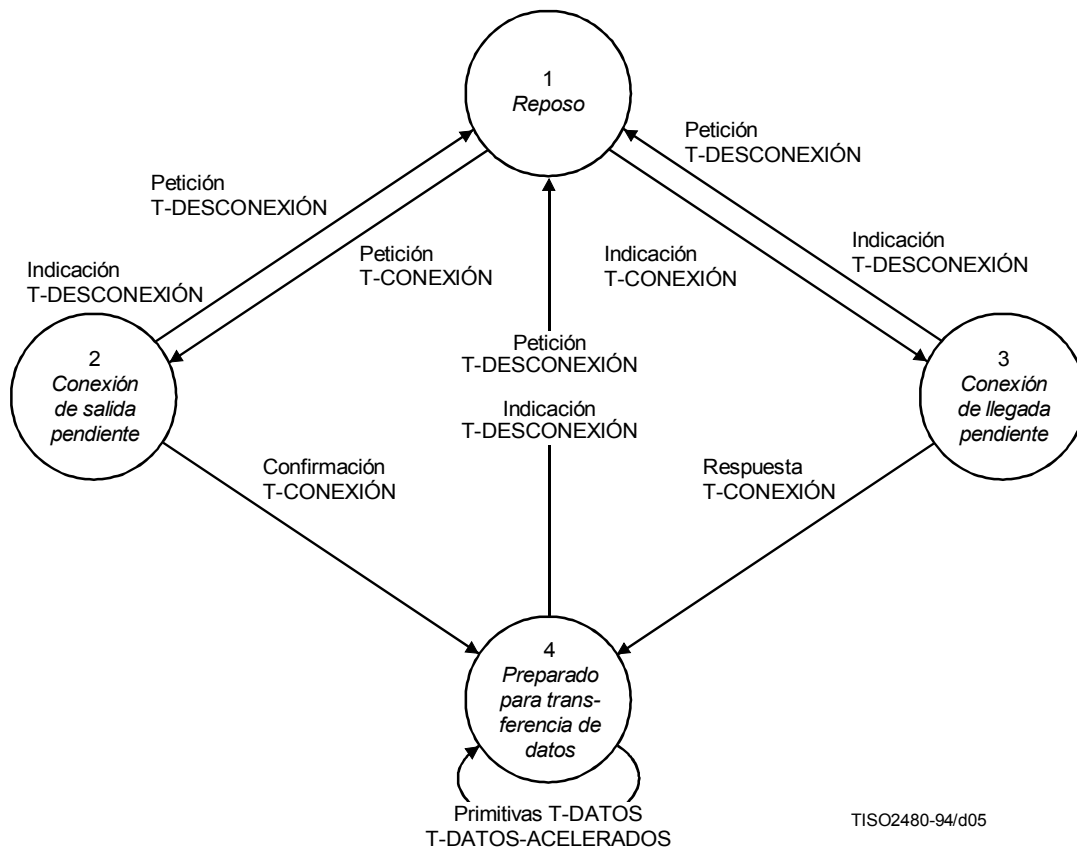 1
Reposo
Petición
T-DESCONEXIÓN
Petición
T-DESCONEXIÓN
Indicación
T-DESCONEXIÓN
Petición
T-CONEXIÓN
Indicación
T-CONEXIÓN
Indicación
T-DESCONEXIÓN
Petición
T-DESCONEXIÓN
Indicación
T-DESCONEXIÓN
2
Conexión
de salida
pendiente
3
Conexión
de llegada
pendiente
Confirmación
T-CONEXIÓN
Respuesta
T-CONEXIÓN
4
Preparado
para trans-
ferencia de
datos
Primitivas T-DATOS
T-DATOS-ACELERADOS
TISO2480-94/d05